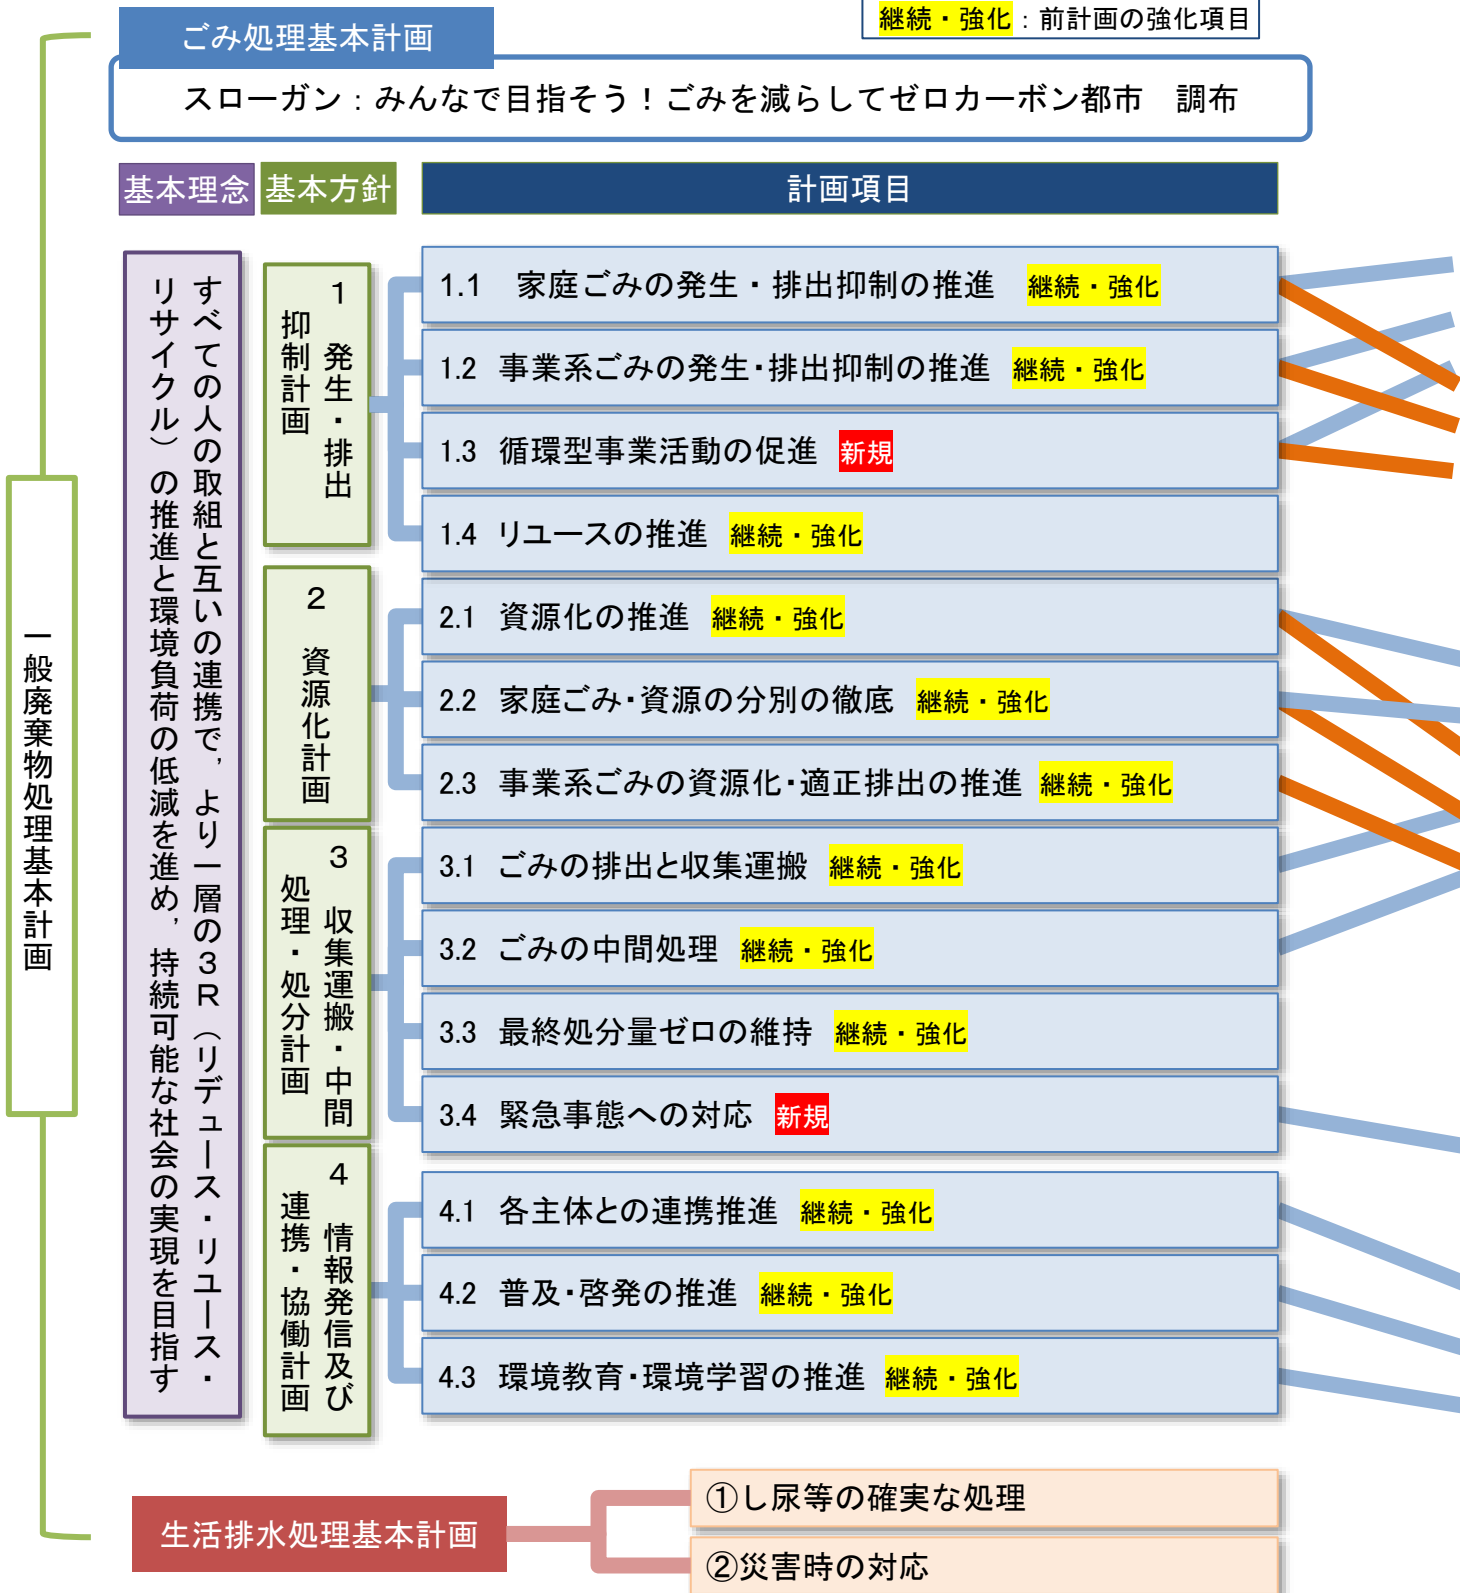 継続・強化：前計画の強化項目
ごみ処理基本計画
スローガン：みんなで目指そう！ごみを減らしてゼロカーボン都市　調布
基本理念
基本方針
計画項目
一般廃棄物処理基本計画
すべての人の取組と互いの連携で，より一層の３Ｒ（リデュース・リユース・
リサイクル）の推進と環境負荷の低減を進め，持続可能な社会の実現を目指す
１　発生・排出
抑制計画
1.1　家庭ごみの発生・排出抑制の推進　継続・強化
1.2 事業系ごみの発生・排出抑制の推進 継続・強化
1.3 循環型事業活動の促進 新規
1.4 リユースの推進 継続・強化
２　資源化計画
2.1 資源化の推進 継続・強化
2.2 家庭ごみ・資源の分別の徹底 継続・強化
2.3 事業系ごみの資源化・適正排出の推進 継続・強化
３　収集運搬・中間
処理・処分計画
3.1 ごみの排出と収集運搬 継続・強化
3.2 ごみの中間処理 継続・強化
3.3 最終処分量ゼロの維持 継続・強化
3.4 緊急事態への対応 新規
４　情報発信及び
連携・協働計画
4.1 各主体との連携推進 継続・強化
4.2 普及・啓発の推進 継続・強化
4.3 環境教育・環境学習の推進 継続・強化
生活排水処理基本計画
①し尿等の確実な処理
②災害時の対応